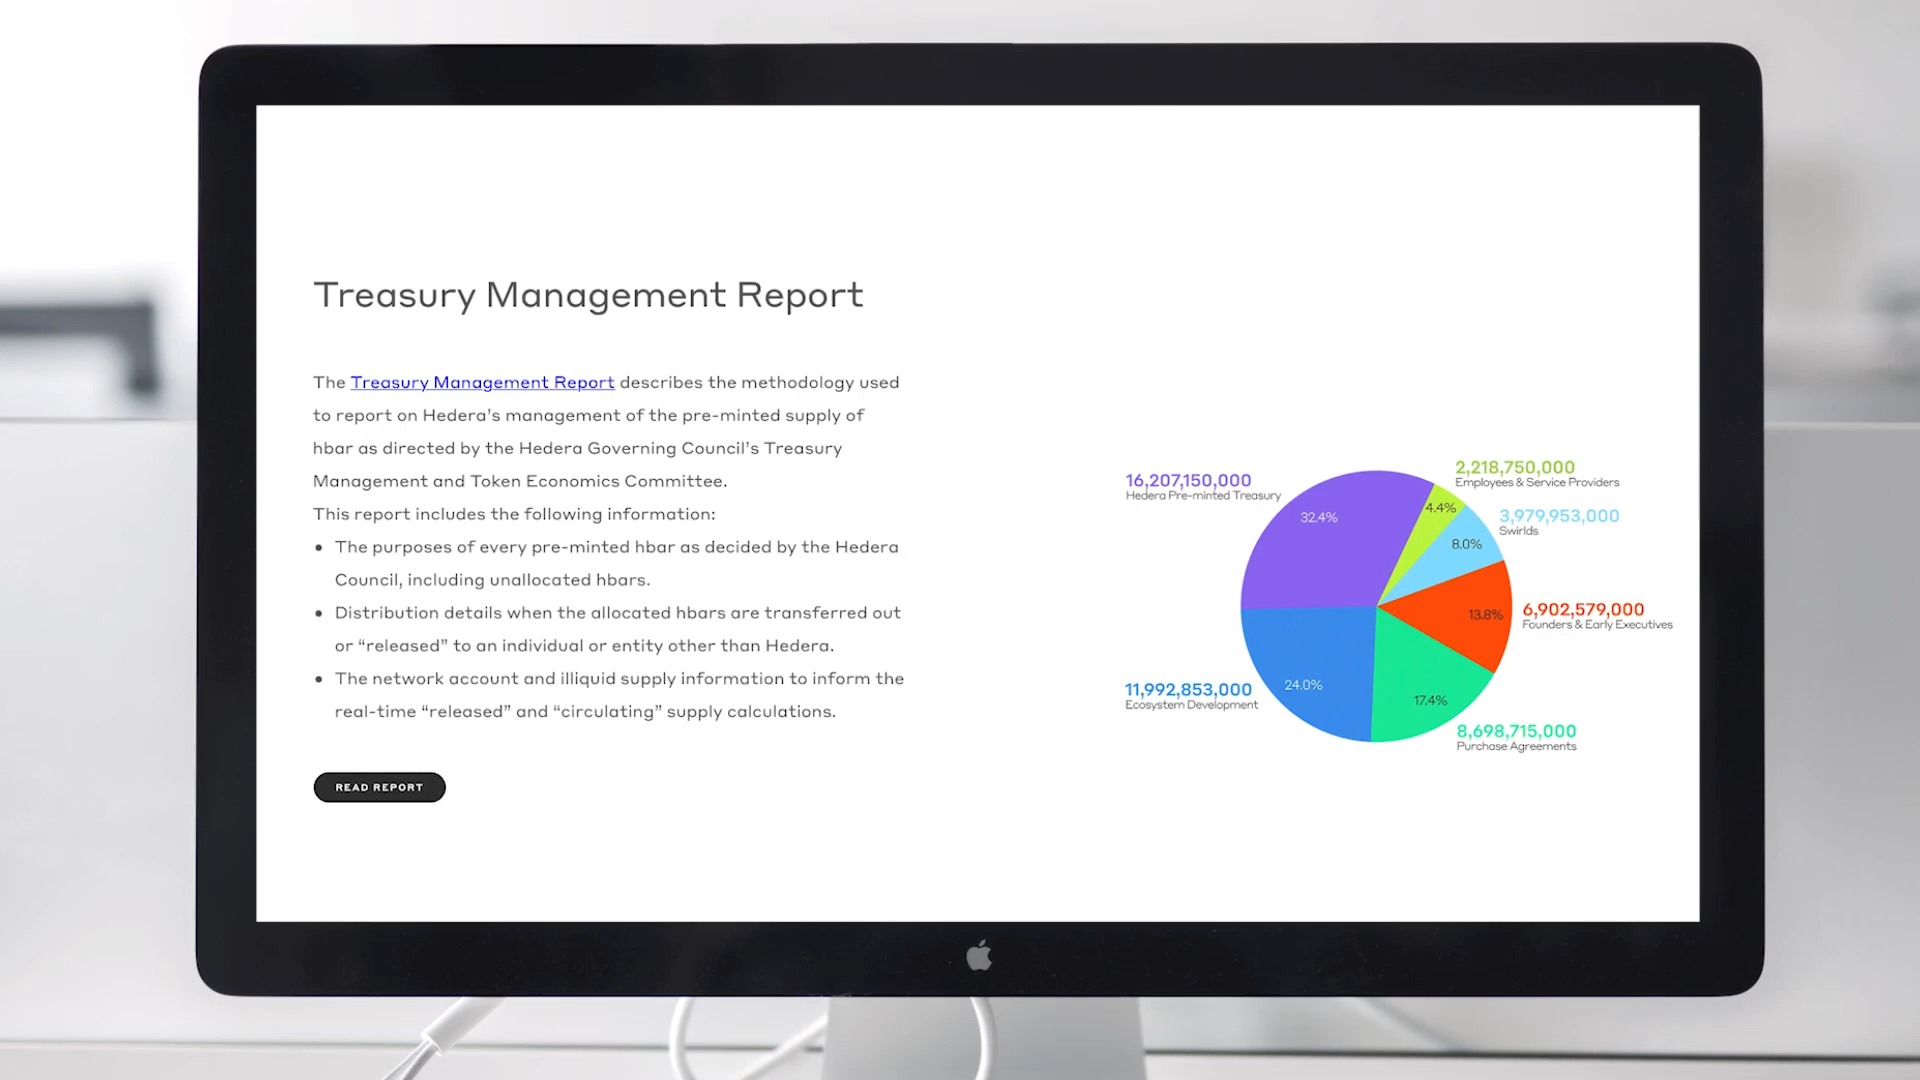 Treasury Management Report
The Treasury Management Report describes the methodology used
to report on Hedera’s management of the pre-minted supply of
hbar as directed by the Hedera Governing Council’s Treasury
Management and Token Economics Committee.
This report includes the following information:
• The purposes of every pre-minted hbar as decided by the Hedera
Council, including unallocated hbars.
• Distribution details when the allocated hbars are transferred out
or “released” to an individual or entity other than Hedera.
• The network account and illiquid supply information to inform the
real-time “released” and “circulating” supply calculations.
READ REPORT
16,207,150,000
Hedera Pre-minted Treasury
32.4%
2,218,750,000
Employees & Service Providers
4.4%
3,979,953,000
Swirlds
8.0%
6,902,579,000
Founders & Early Executives
13.8%
8,698,715,000
Purchase Agreements
17.4%
11,992,853,000
Ecosystem Development
24.0%